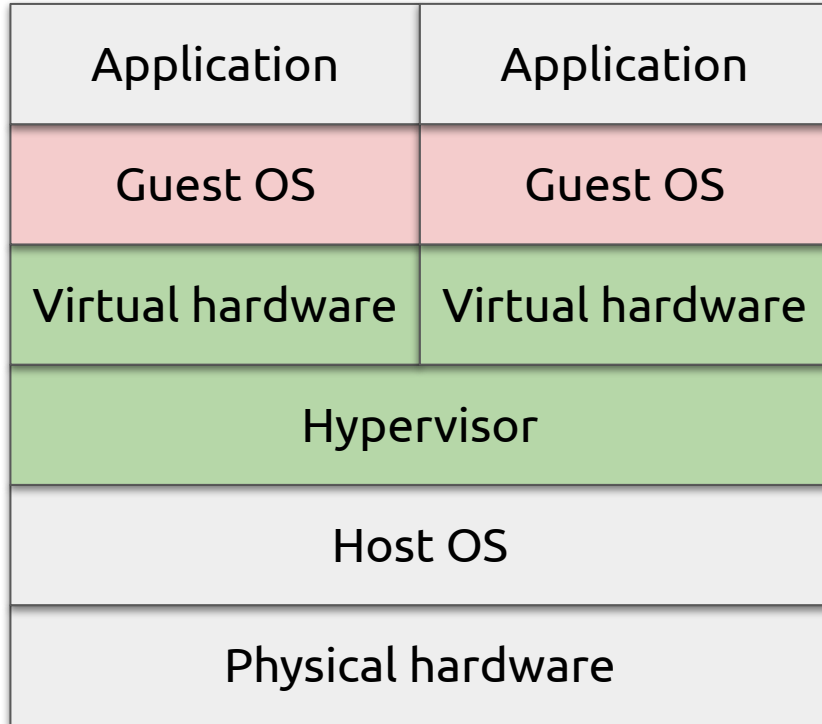 Application
Application
Guest OS
Guest OS
Virtual hardware
Virtual hardware
Hypervisor
Host OS
Physical hardware